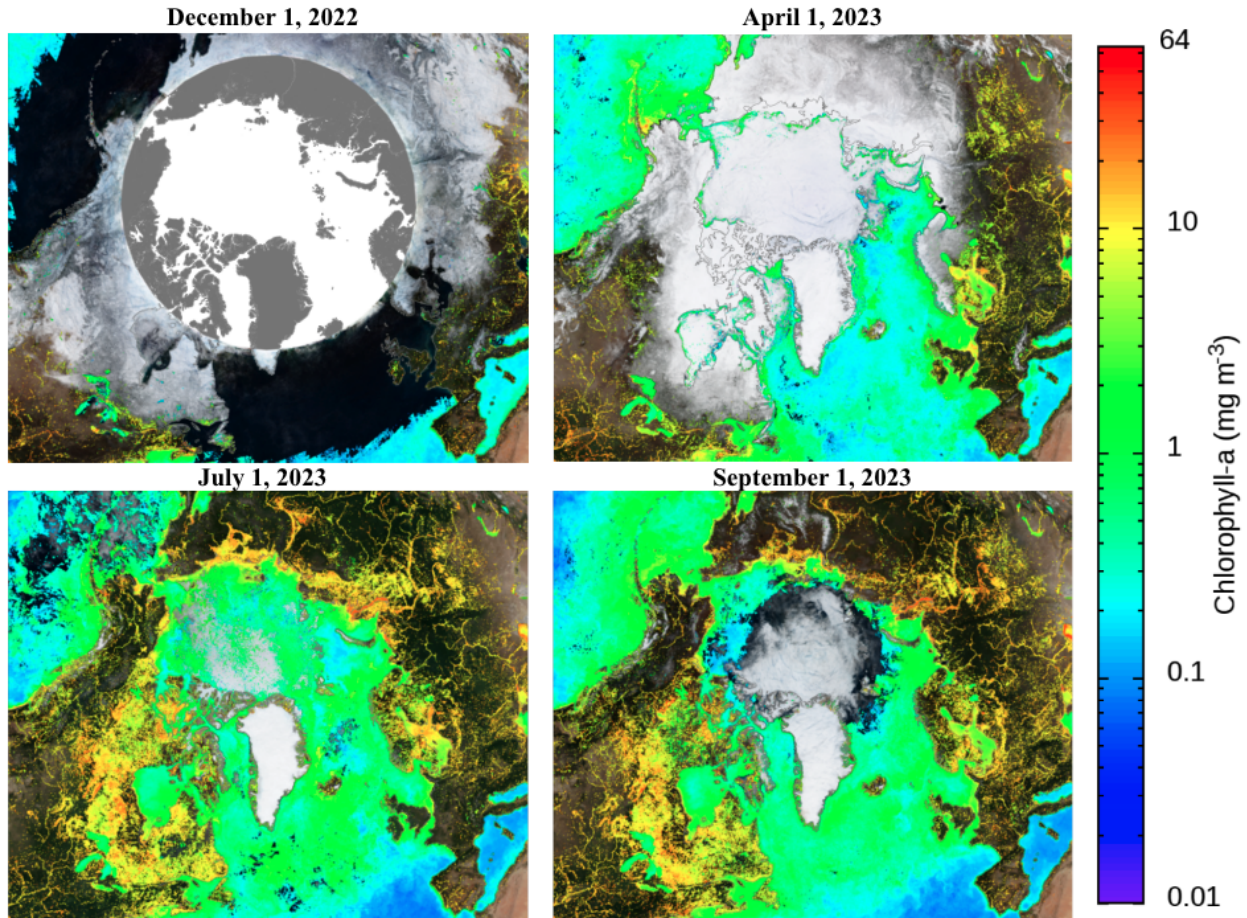 December 1, 2022
April 1, 2023
July 1, 2023
September 1, 2023
64
10
1
0.1
0.01
Chlorophyll-a (mg m⁻³)